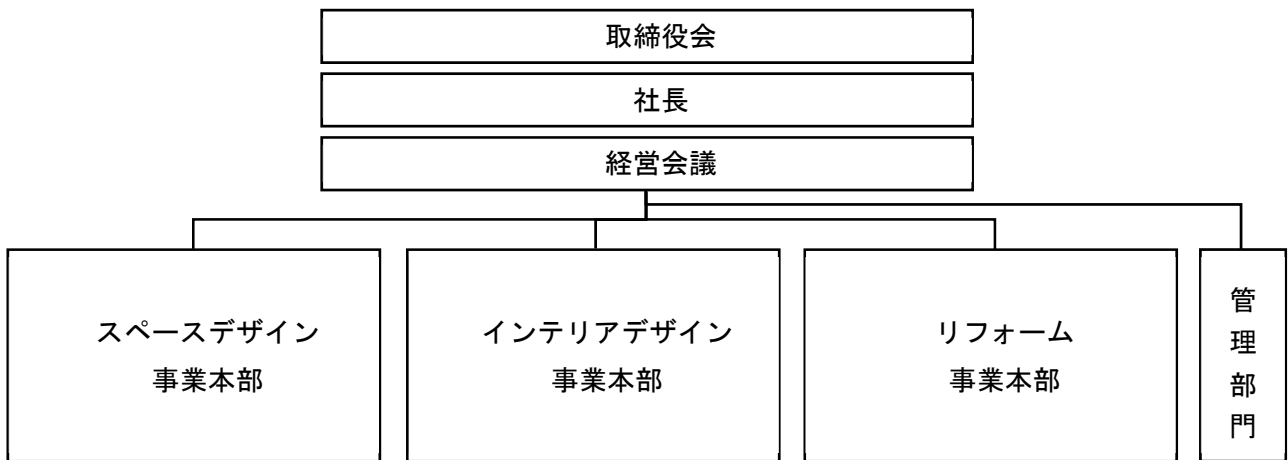 取締役会
社長
経営会議
スペースデザイン
事業本部
インテリアデザイン
事業本部
リフォーム
事業本部
管理部門